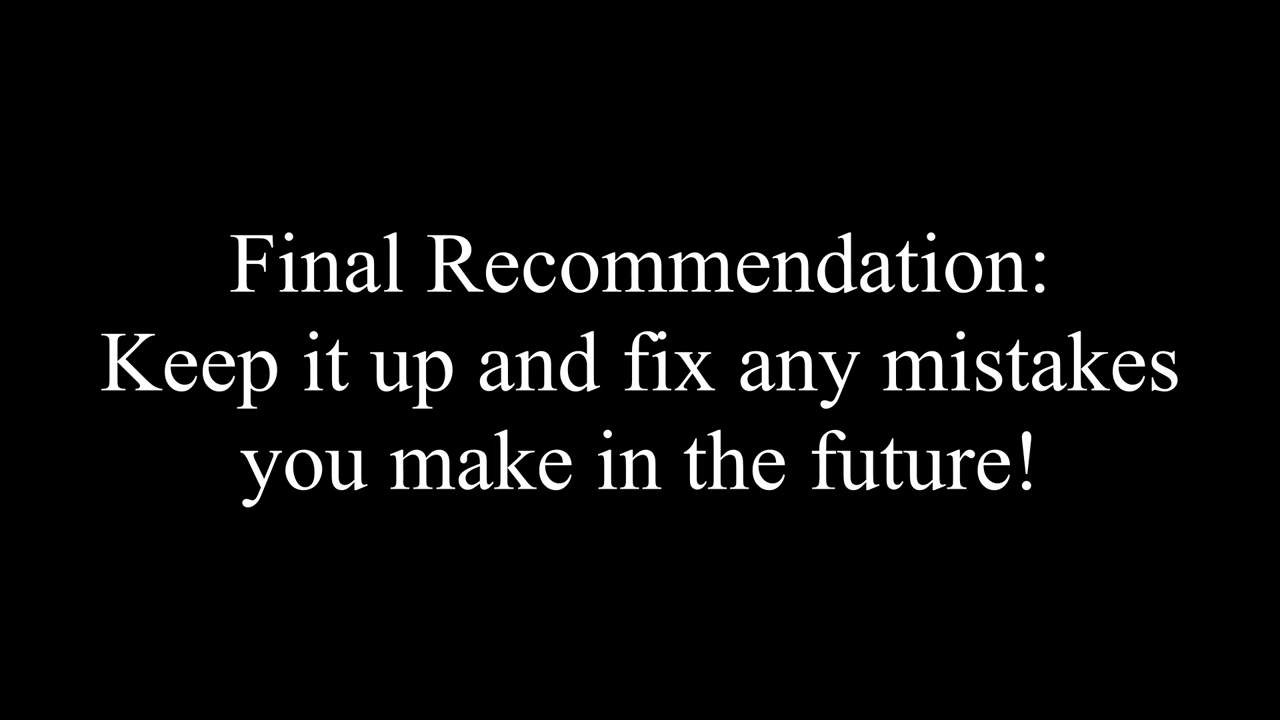 Final Recommendation:
Keep it up and fix any mistakes
you make in the future!